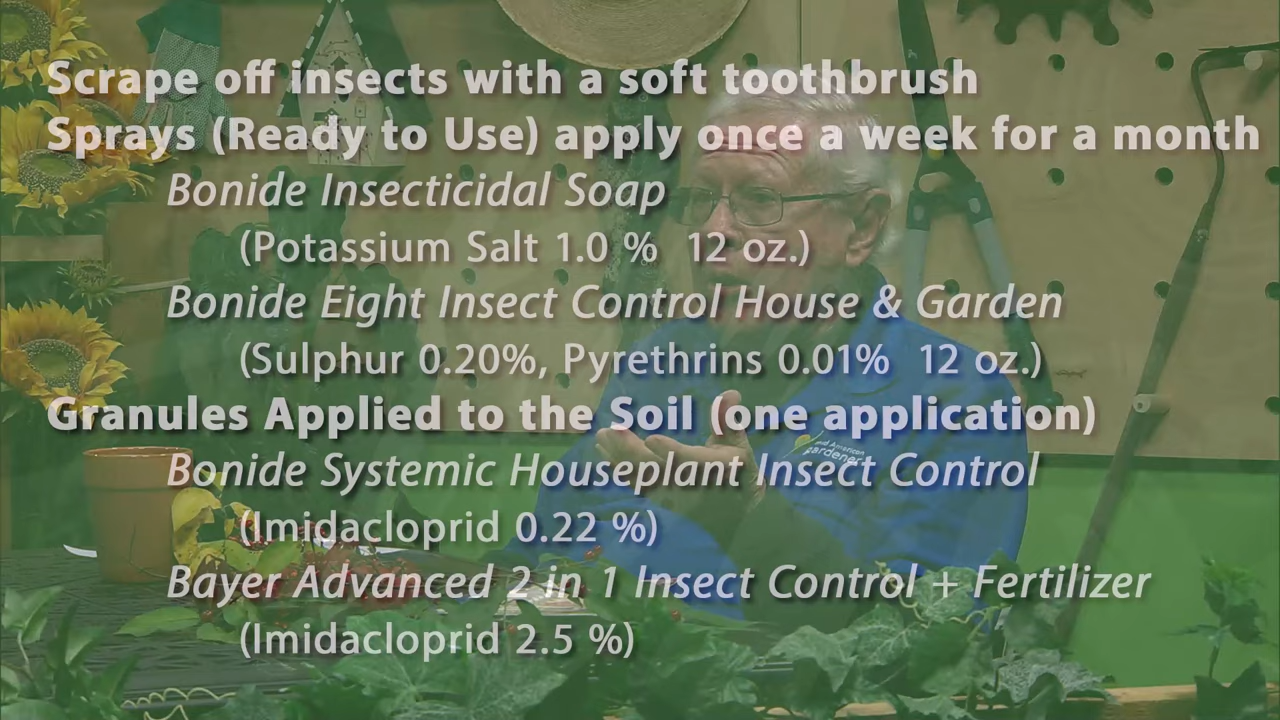 Scrape off insects with a soft toothbrush
Sprays (Ready to Use) apply once a week for a month
Bonide Insecticidal Soap
(Potassium Salt 1.0 % 12 oz.)
Bonide Eight Insect Control House & Garden
(Sulphur 0.20%, Pyrethrins 0.01% 12 oz.)
Granules Applied to the Soil (one application)
Bonide Systemic Houseplant Insect Control
(Imidacloprid 0.22 %)
Bayer Advanced 2 in 1 Insect Control + Fertilizer
(Imidacloprid 2.5 %)
American
gardener